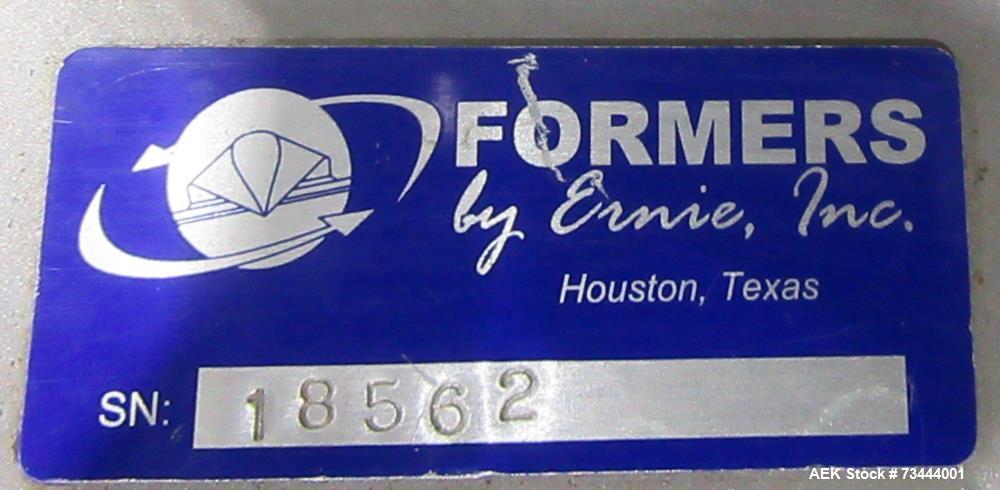 FORMERS
by Ernie, Inc.
Houston, Texas
SN: 18562
AEK Stock # 73444001